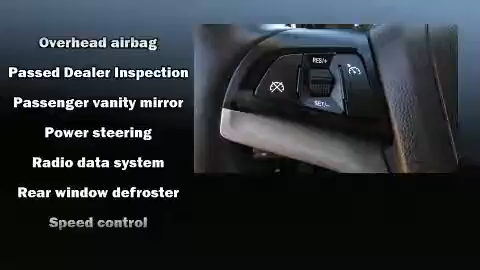 Overhead airbag
Passed Dealer Inspection
Passenger vanity mirror
Power steering
Radio data system
Rear window defroster
Speed control
RES/+
SET/-